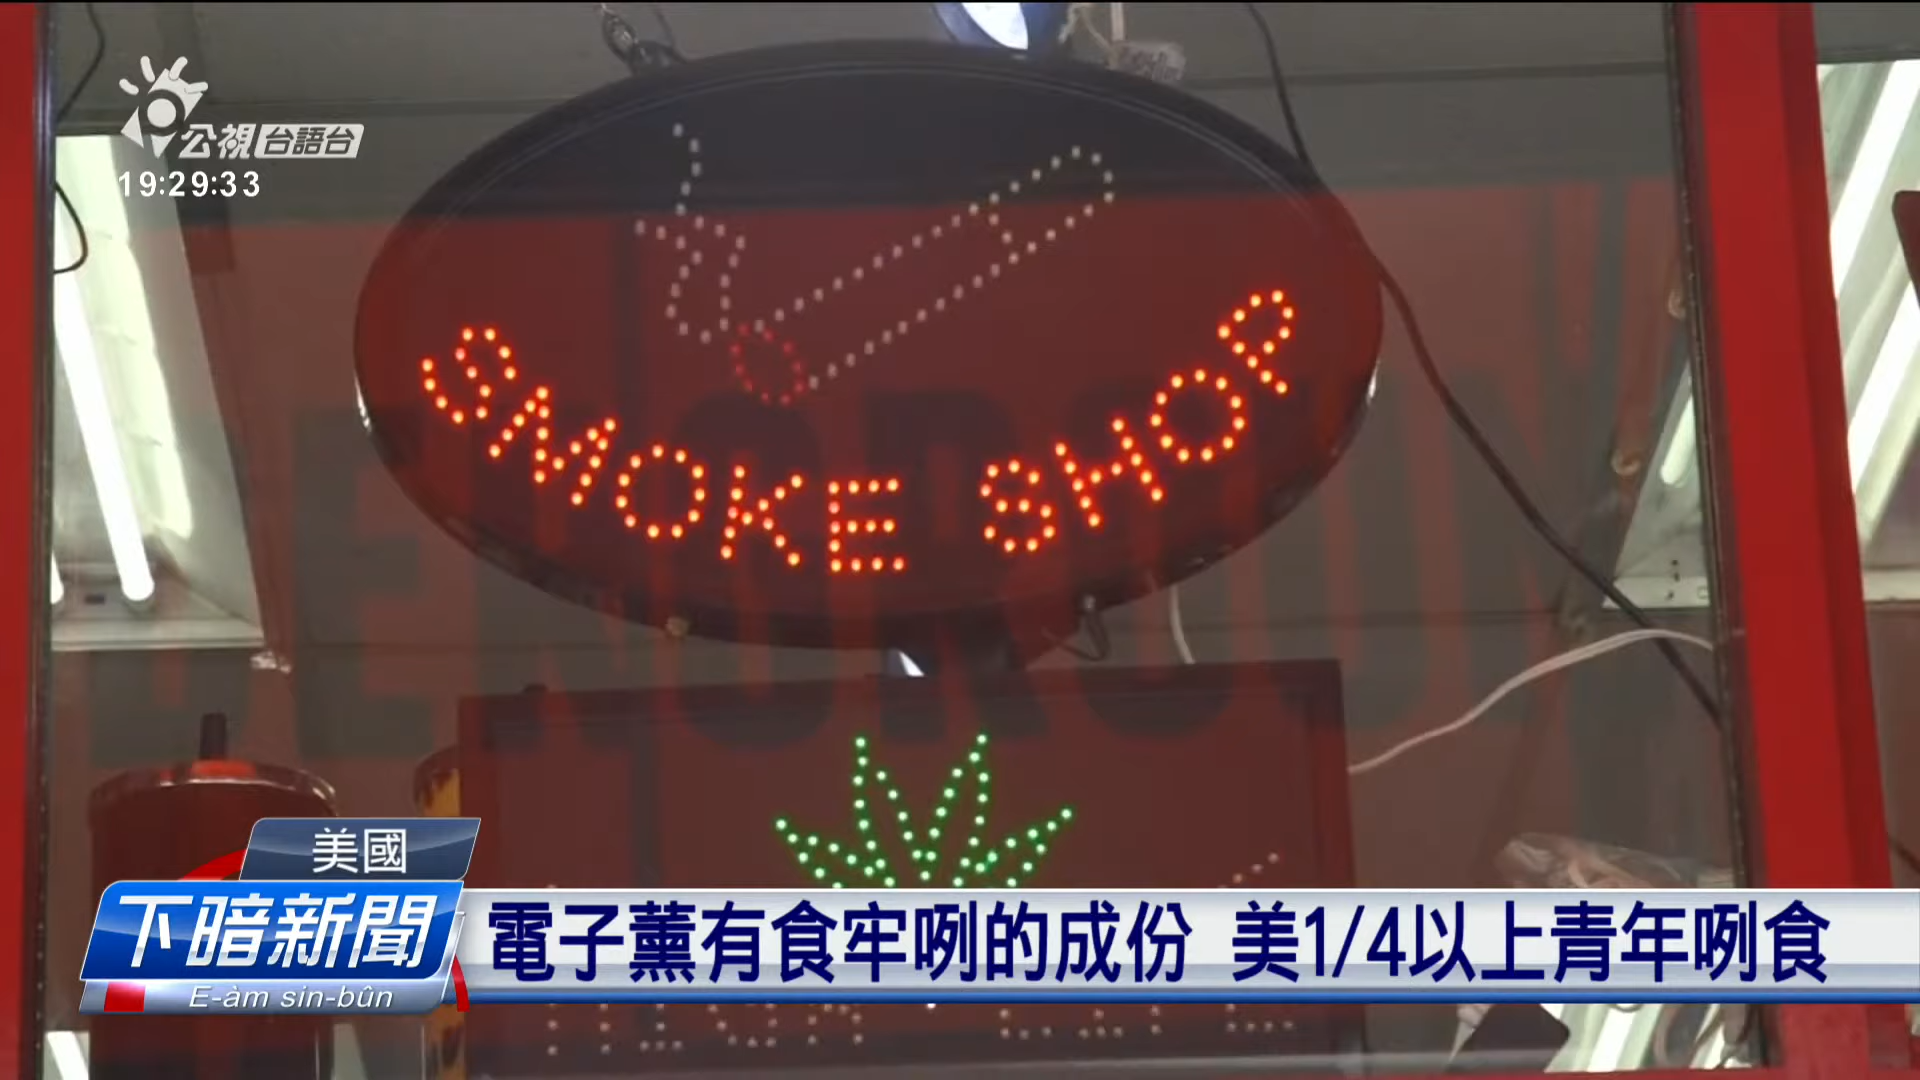 公視 台語台
19:29:33
SMOKE SHOP
美國
下暗新聞
E-àm sin-bûn
電子薰有食牢咧的成份 美1/4以上青年咧食